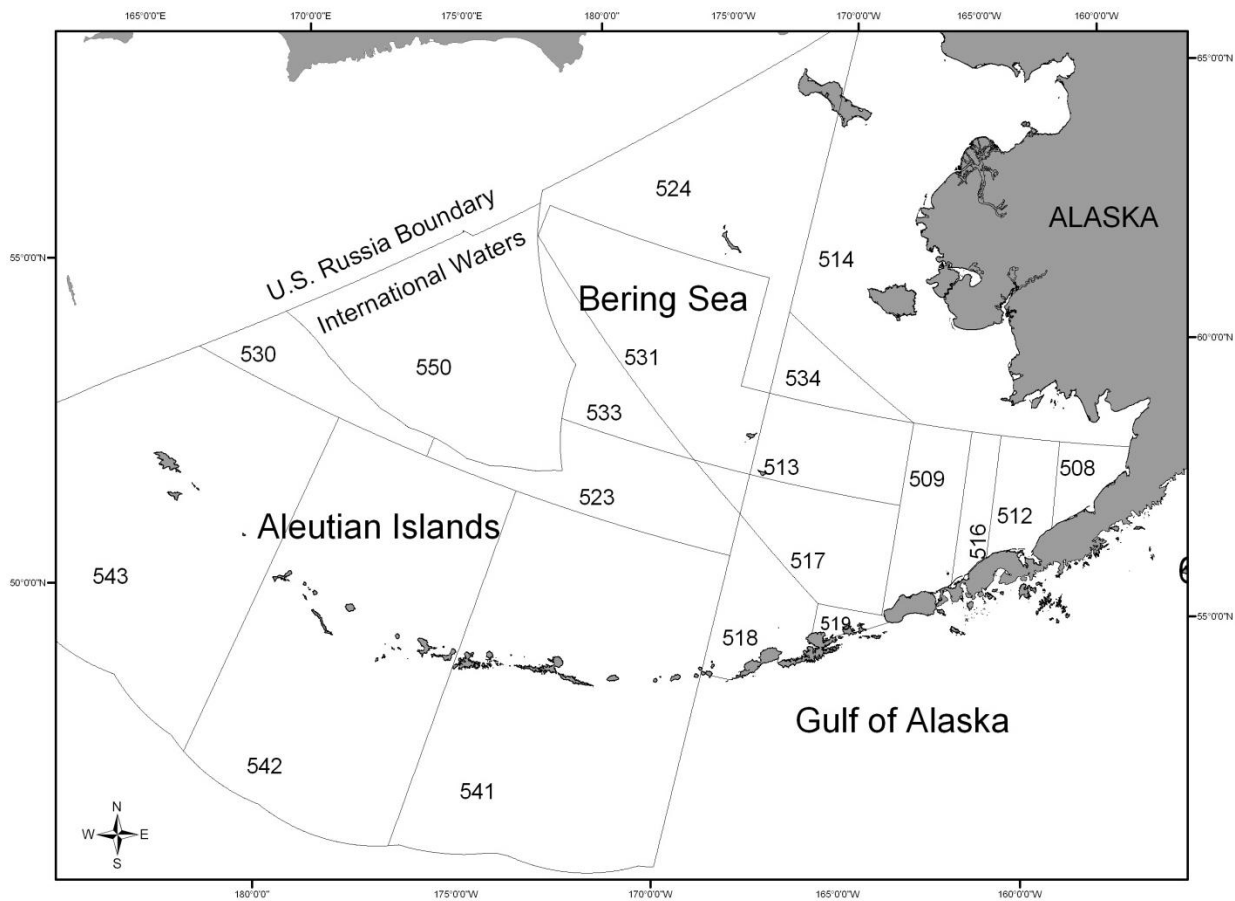 165°0'0"E 170°0'0"E 175°0'0"E 180°0'0" 175°0'0"W 170°0'0"W 165°0'0"W 160°0'0"W
65°0'0"N
524
ALASKA
U.S. Russia Boundary
514
55°0'0"N
International Waters
Bering Sea
60°0'0"N
530
531
550
534
533
513
508
509
523
512
Aleutian Islands
516
517
543
50°0'0"N
55°0'0"N
519
518
Gulf of Alaska
542
541
N
W E
S
180°0'0" 175°0'0"W 170°0'0"W 165°0'0"W 160°0'0"W